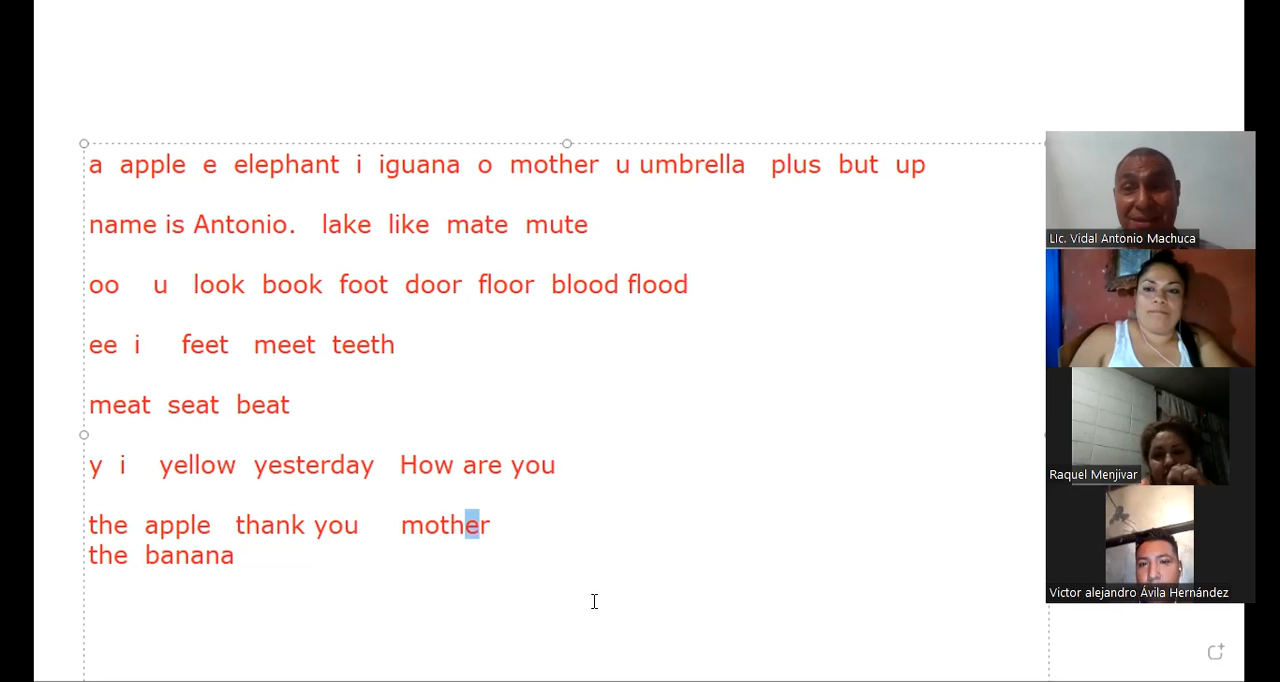 a apple e elephant i iguana o mother u umbrella plus but up
name is Antonio. lake like mate mute
oo u look book foot door floor blood flood
ee i feet meet teeth
meat seat beat
y i yellow yesterday How are you
the apple thank you mother
the banana
LIc. Vidal Antonio Machuca
Raquel Menjivar
Victor alejandro Ávila Hernández